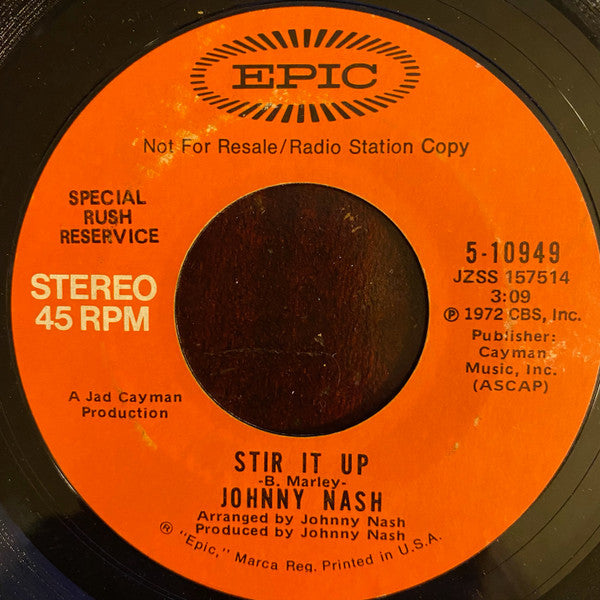 EPIC
Not For Resale/Radio Station Copy
SPECIAL
RUSH
RESERVICE
STEREO
45 RPM
5-10949
JZSS 157514
3:09
℗ 1972 CBS, Inc.
Publisher:
Cayman
Music, Inc.
(ASCAP)
A Jad Cayman
Production
STIR IT UP
-B. Marley-
JOHNNY NASH
Arranged by Johnny Nash
Produced by Johnny Nash
® "Epic," Marca Reg. Printed in U.S.A.